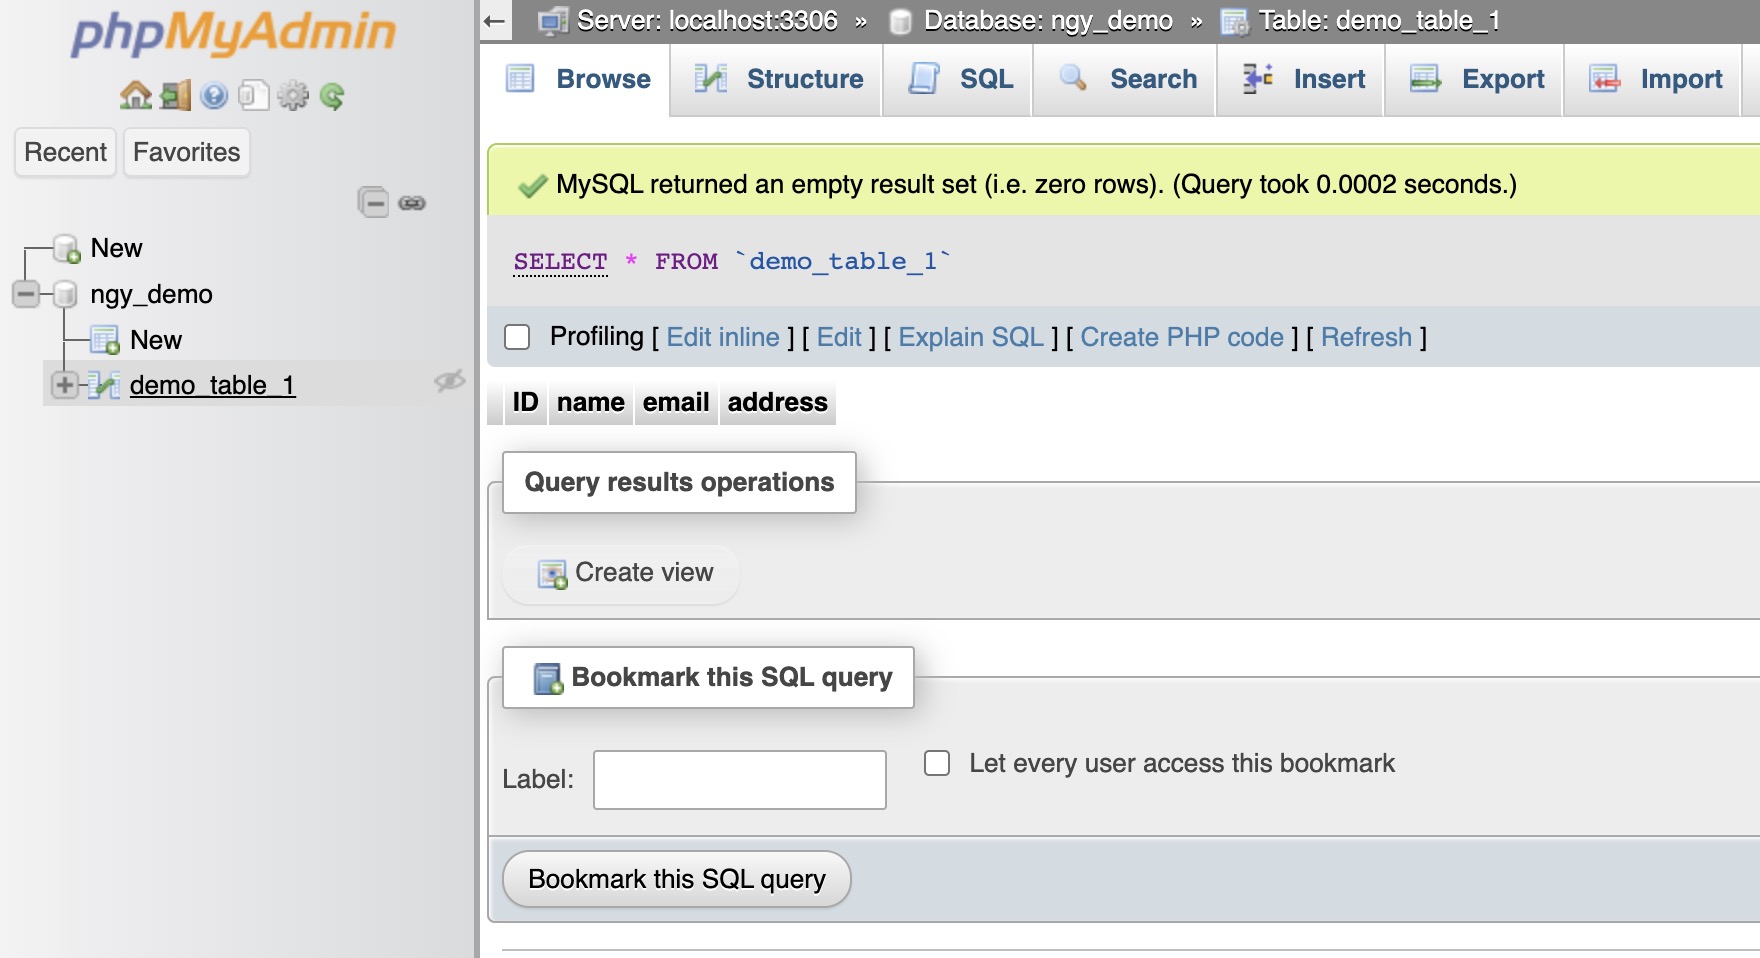 phpMyAdmin
Recent Favorites
New
ngy_demo
New
demo_table_1
Server: localhost:3306 » Database: ngy_demo » Table: demo_table_1
Browse Structure SQL Search Insert Export Import
MySQL returned an empty result set (i.e. zero rows). (Query took 0.0002 seconds.)
SELECT * FROM `demo_table_1`
Profiling [ Edit inline ] [ Edit ] [ Explain SQL ] [ Create PHP code ] [ Refresh ]
ID name email address
Query results operations
Create view
Bookmark this SQL query
Label: Let every user access this bookmark
Bookmark this SQL query